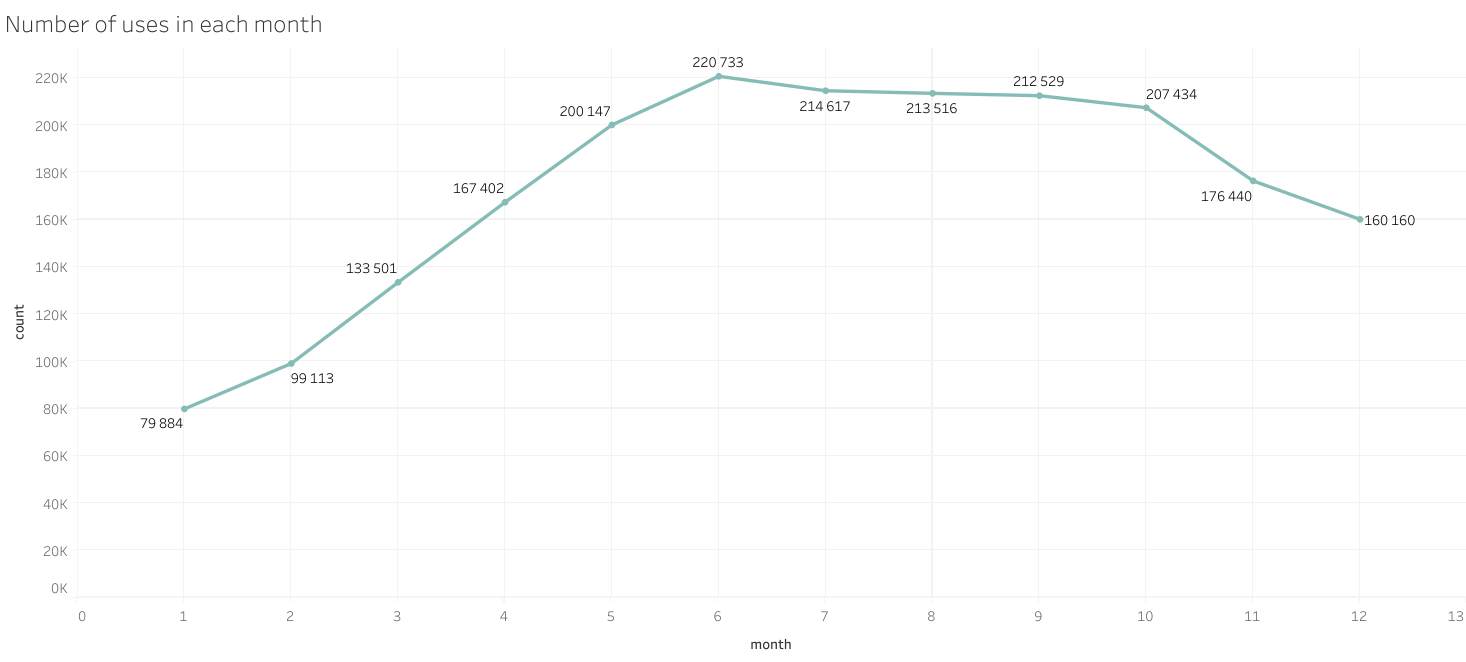 Number of uses in each month
220 733
212 529
207 434
220K
200 147
214 617
213 516
200K
167 402
180K
176 440
160K
160 160
133 501
140K
count
120K
100K
99 113
80K
79 884
60K
40K
20K
0K
0 1 2 3 4 5 6 7 8 9 10 11 12 13
month